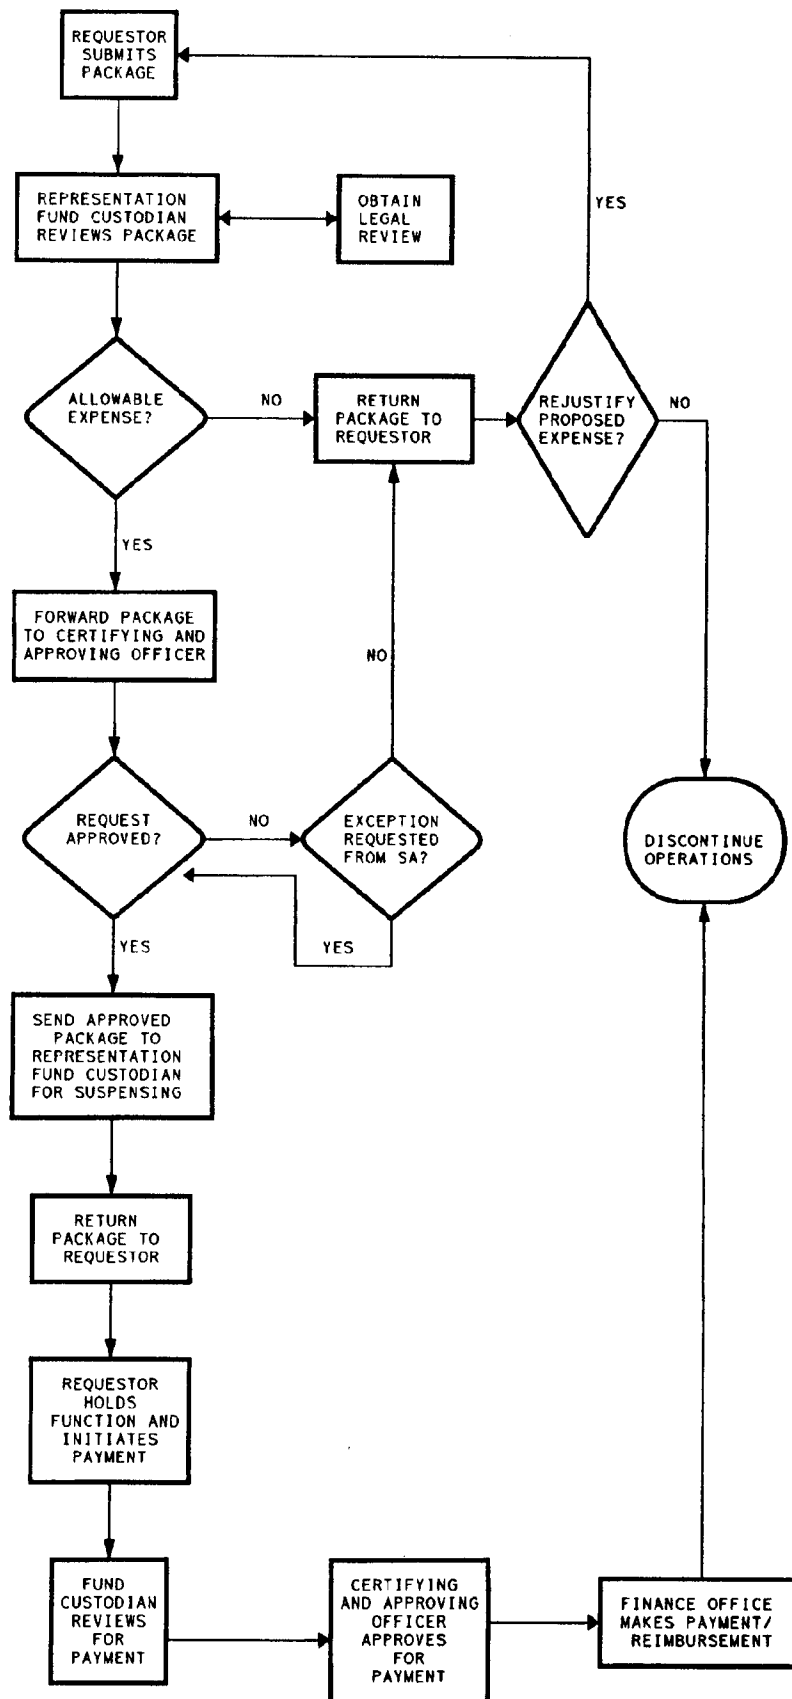 REQUESTOR
SUBMITS
PACKAGE
REPRESENTATION
FUND CUSTODIAN
REVIEWS PACKAGE
OBTAIN
LEGAL
REVIEW
YES
ALLOWABLE
EXPENSE?
NO
RETURN
PACKAGE TO
REQUESTOR
REJUSTIFY
PROPOSED
EXPENSE?
NO
YES
FORWARD PACKAGE
TO CERTIFYING AND
APPROVING OFFICER
NO
REQUEST
APPROVED?
NO
EXCEPTION
REQUESTED
FROM SA?
DISCONTINUE
OPERATIONS
YES
YES
SEND APPROVED
PACKAGE TO
REPRESENTATION
FUND CUSTODIAN
FOR SUSPENSING
RETURN
PACKAGE TO
REQUESTOR
REQUESTOR
HOLDS
FUNCTION AND
INITIATES
PAYMENT
FUND
CUSTODIAN
REVIEWS
FOR
PAYMENT
CERTIFYING
AND APPROVING
OFFICER
APPROVES
FOR
PAYMENT
FINANCE OFFICE
MAKES PAYMENT/
REIMBURSEMENT